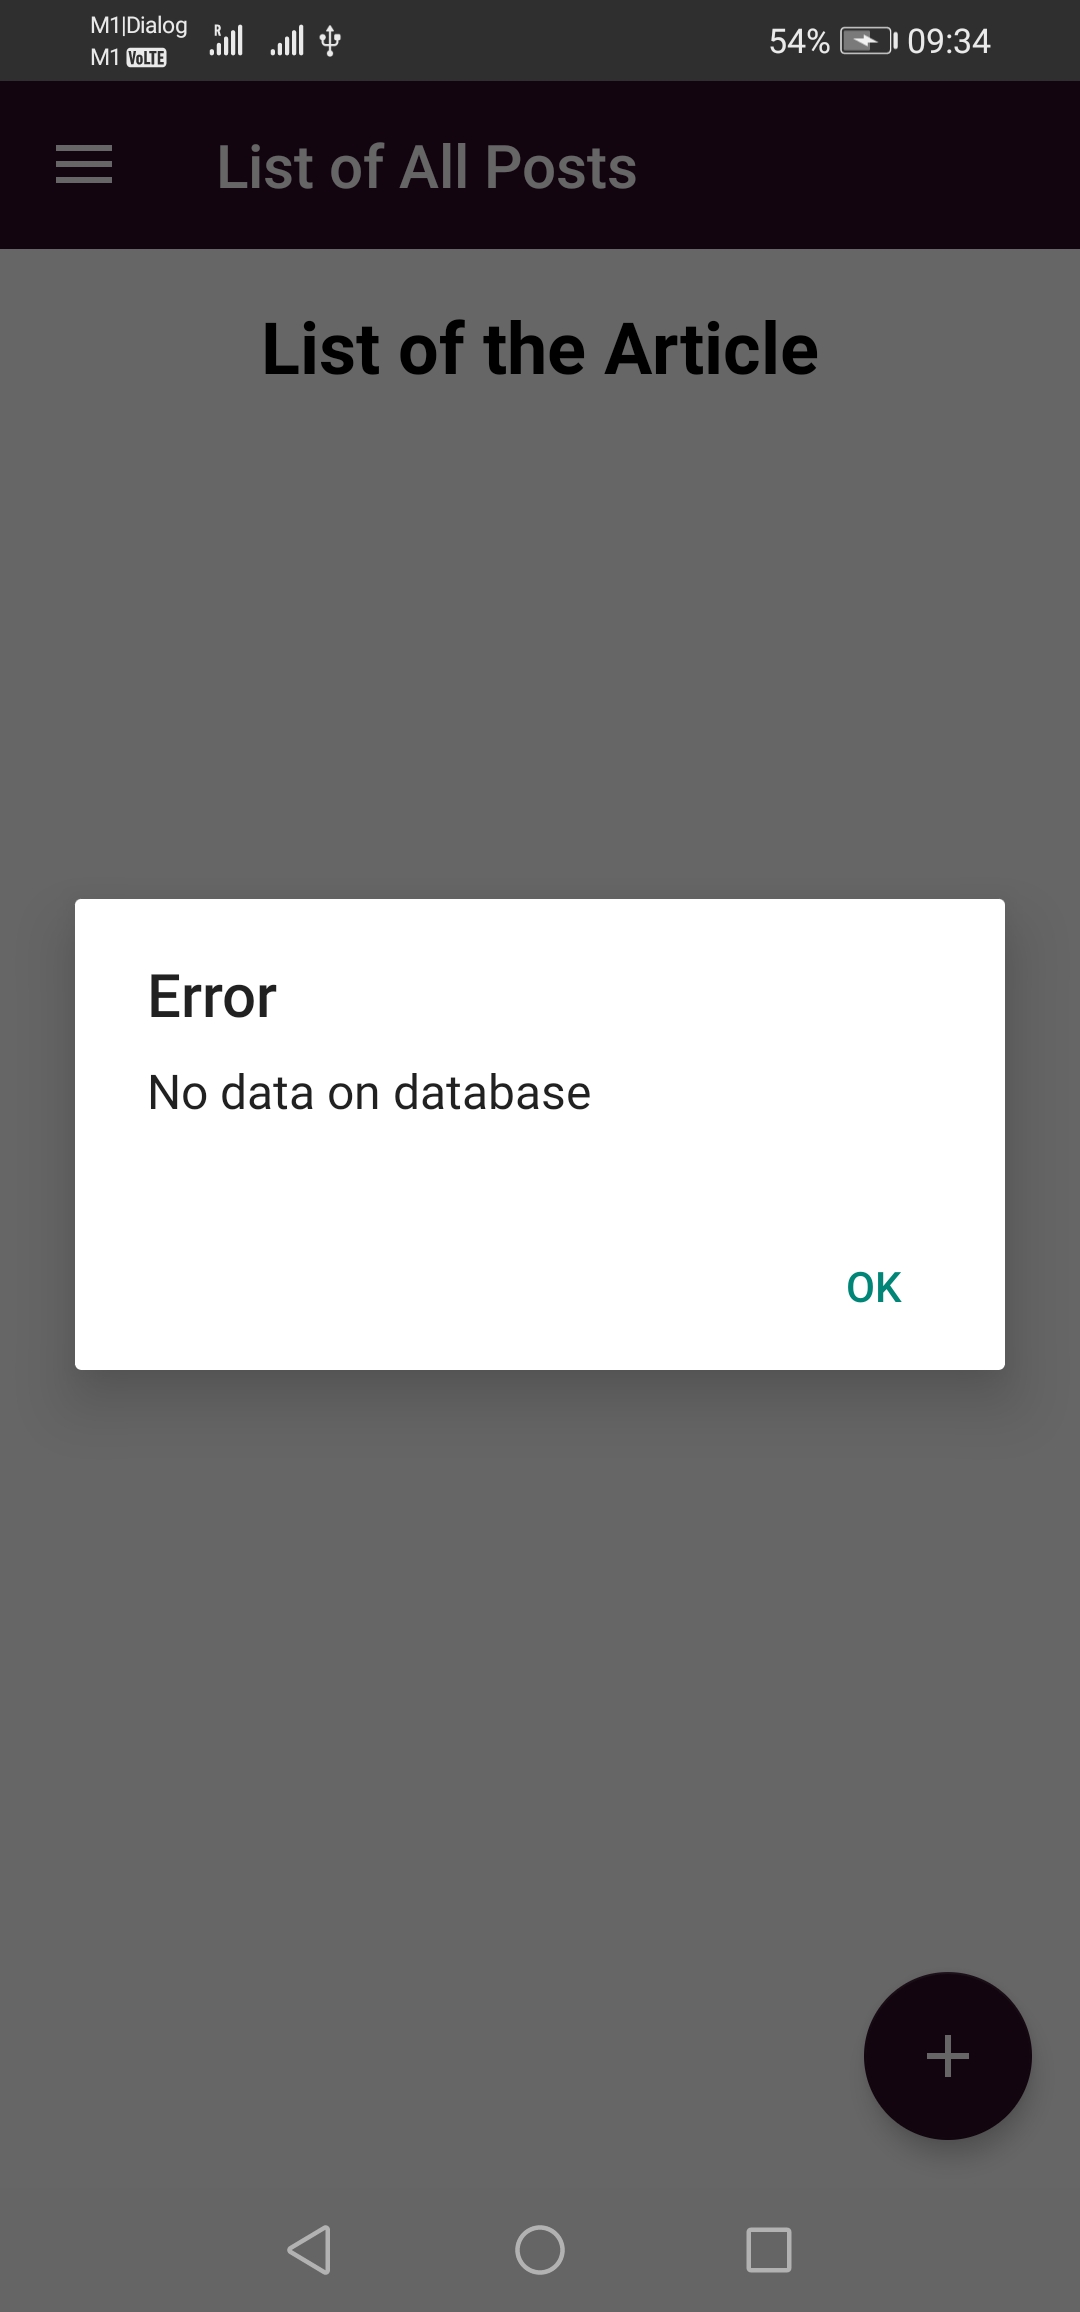 M1|Dialog
M1 VoLTE
R
54%
09:34
List of All Posts
List of the Article
Error
No data on database
OK